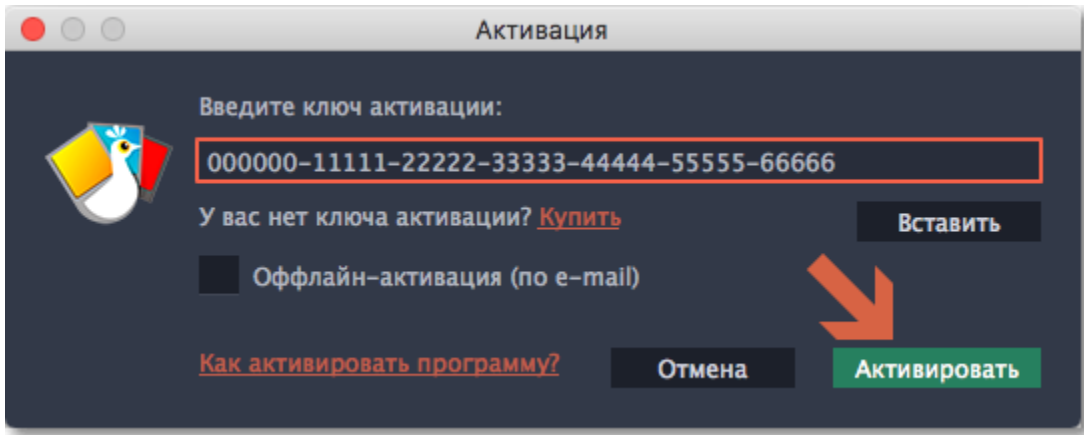 Активация
Введите ключ активации:
000000-11111-22222-33333-44444-55555-66666
У вас нет ключа активации? Купить
Вставить
Оффлайн-активация (по e-mail)
Как активировать программу?
Отмена
Активировать